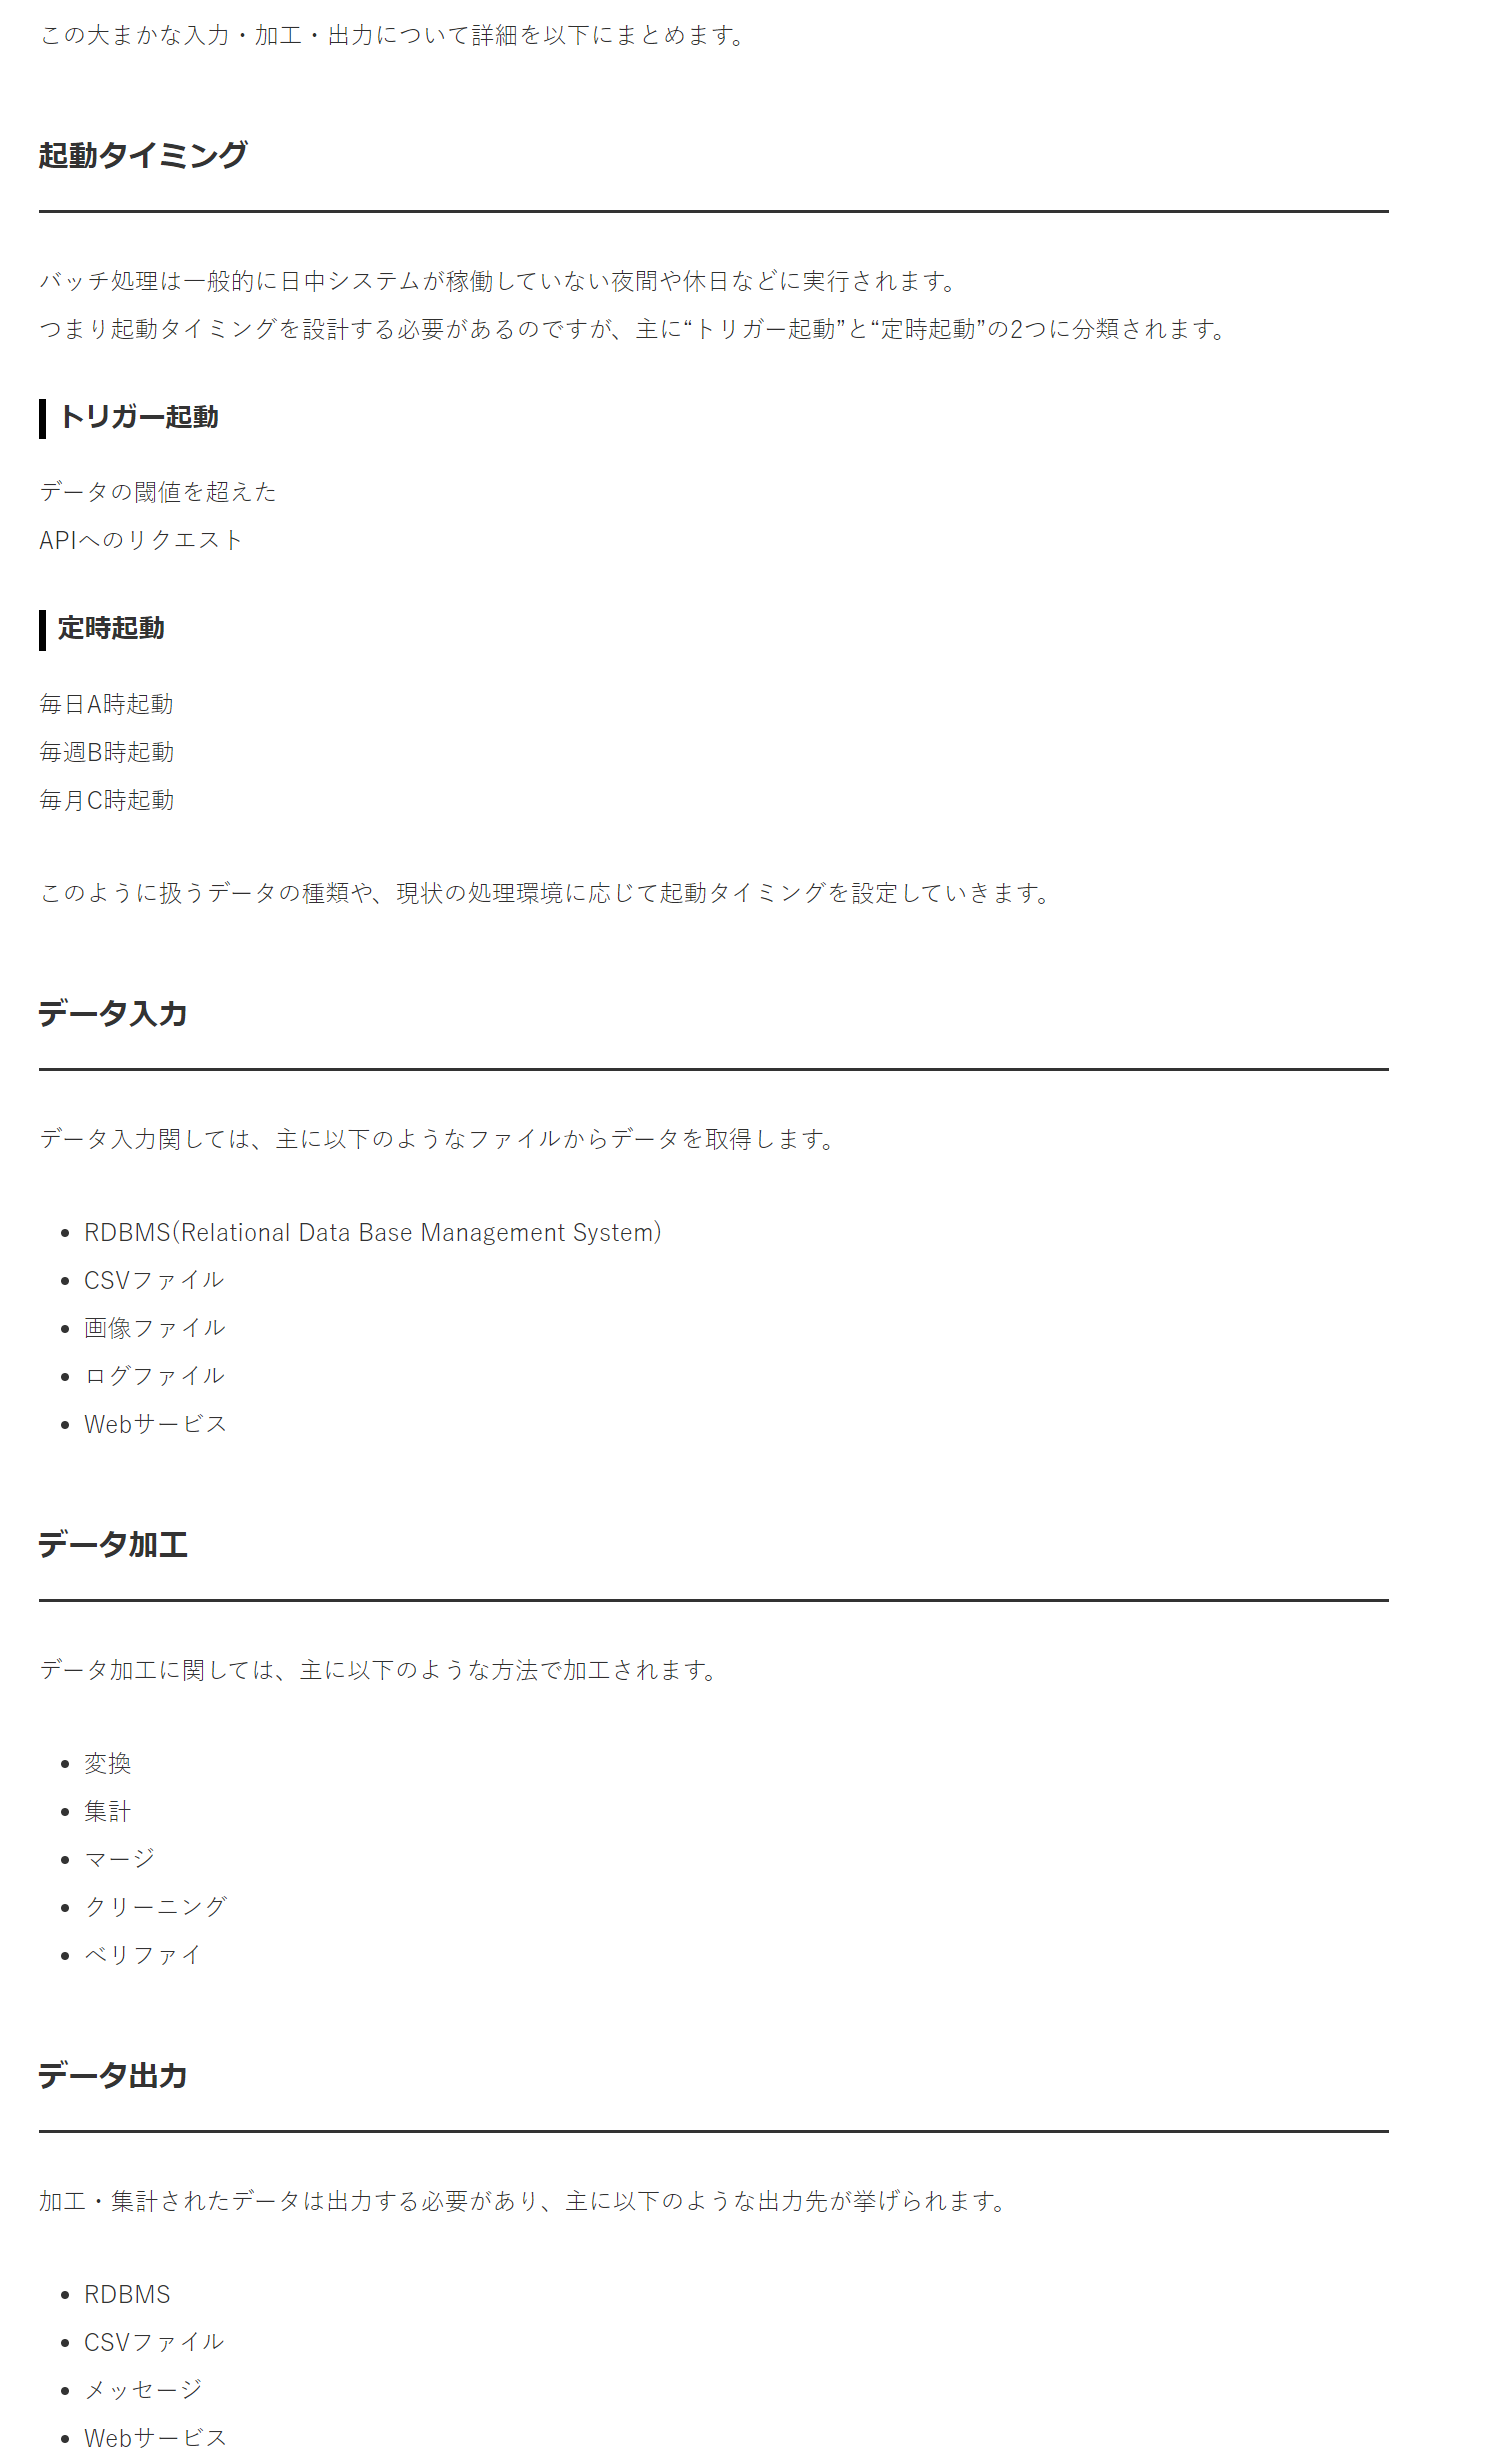 この大まかな入力・加工・出力について詳細を以下にまとめます。
起動タイミング
バッチ処理は一般的に日中システムが稼働していない夜間や休日などに実行されます。
つまり起動タイミングを設計する必要があるのですが、主に“トリガー起動”と“定時起動”の2つに分類されます。
トリガー起動
データの閾値を超えた
APIへのリクエスト
定時起動
毎日A時起動
毎週B時起動
毎月C時起動
このように扱うデータの種類や、現状の処理環境に応じて起動タイミングを設定していきます。
データ入力
データ入力関しては、主に以下のようなファイルからデータを取得します。
• RDBMS(Relational Data Base Management System)
• CSVファイル
• 画像ファイル
• ログファイル
• Webサービス
データ加工
データ加工に関しては、主に以下のような方法で加工されます。
• 変換
• 集計
• マージ
• クリーニング
• ベリファイ
データ出力
加工・集計されたデータは出力する必要があり、主に以下のような出力先が挙げられます。
• RDBMS
• CSVファイル
• メッセージ
• Webサービス